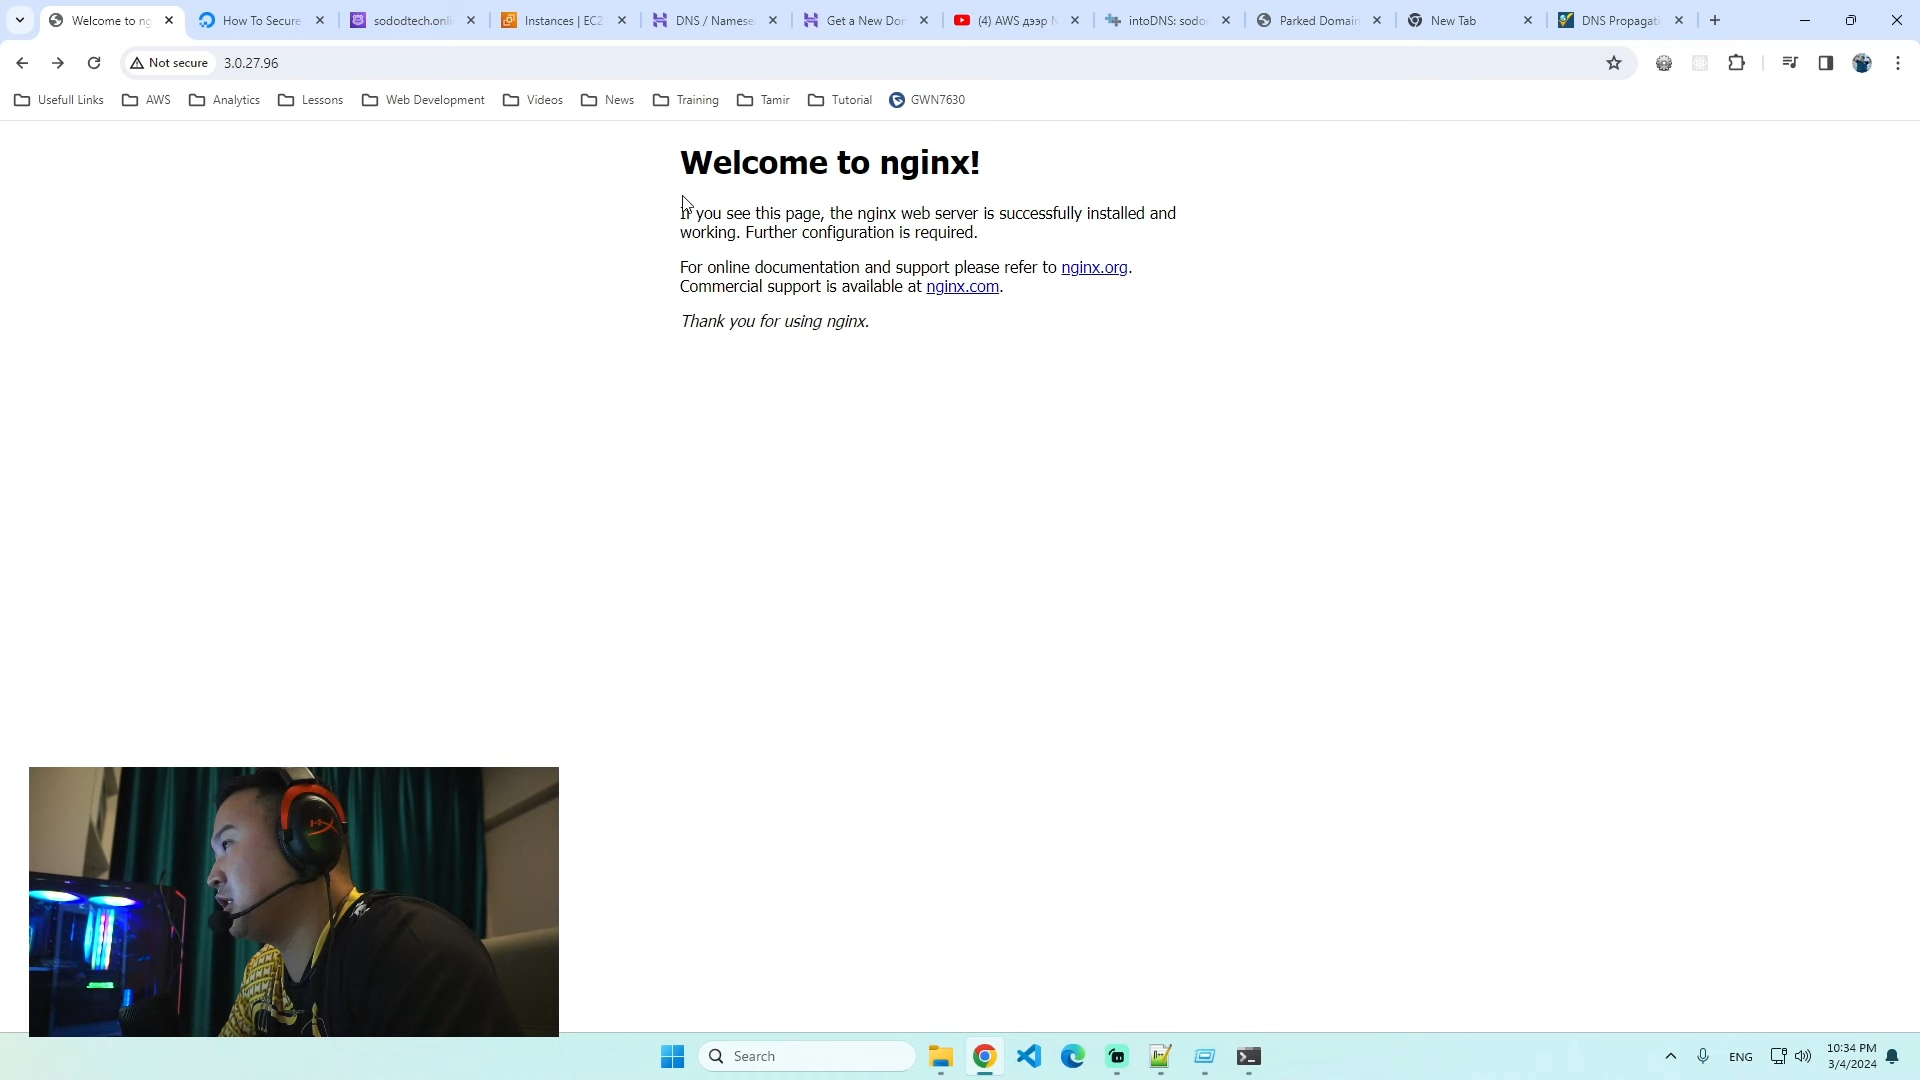 Welcome to ng
How To Secure
sododtech.onli
Instances | EC2
DNS / Namese
Get a New Don
(4) AWS дээр N
intoDNS: sodo
Parked Domain
New Tab
DNS Propagati
Not secure
3.0.27.96
Usefull Links
AWS
Analytics
Lessons
Web Development
Videos
News
Training
Tamir
Tutorial
GWN7630
Welcome to nginx!
If you see this page, the nginx web server is successfully installed and
working. Further configuration is required.
For online documentation and support please refer to nginx.org.
Commercial support is available at nginx.com.
Thank you for using nginx.
Search
ENG
10:34 PM
3/4/2024